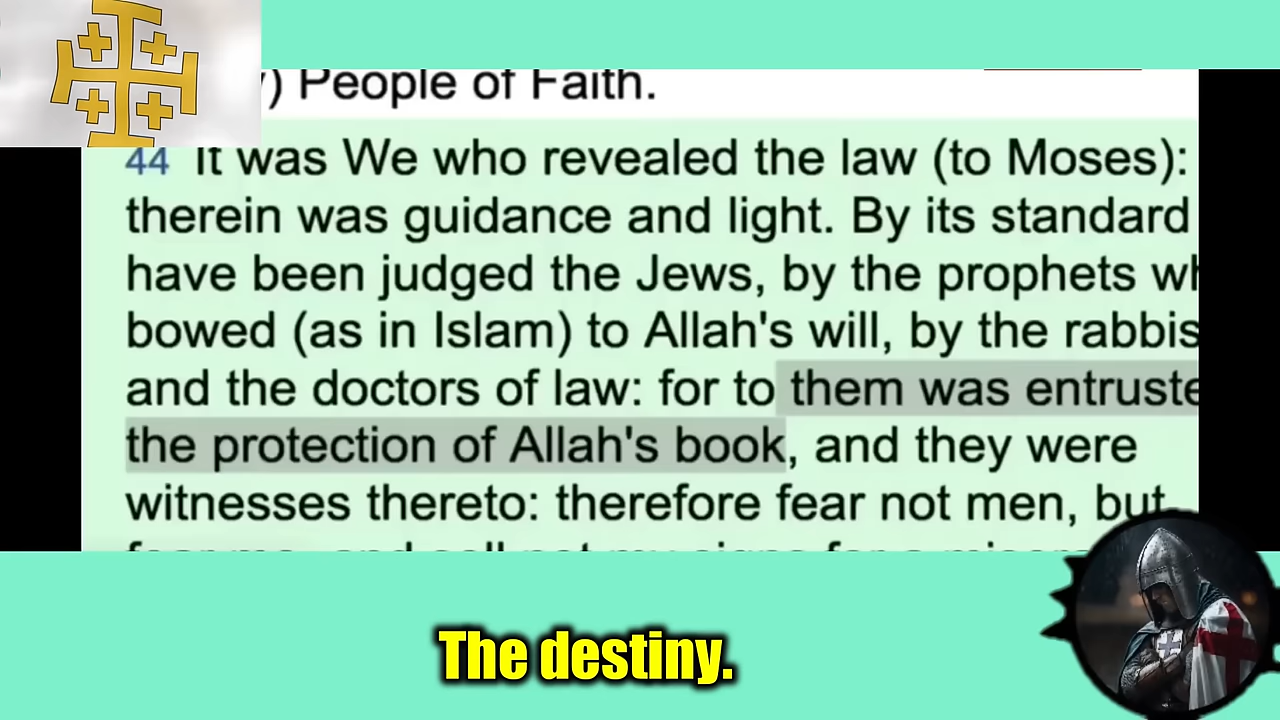 ) People of Faith.
44 It was We who revealed the law (to Moses):
therein was guidance and light. By its standard
have been judged the Jews, by the prophets wh
bowed (as in Islam) to Allah's will, by the rabbis
and the doctors of law: for to them was entruste
the protection of Allah's book, and they were
witnesses thereto: therefore fear not men, but
The destiny.